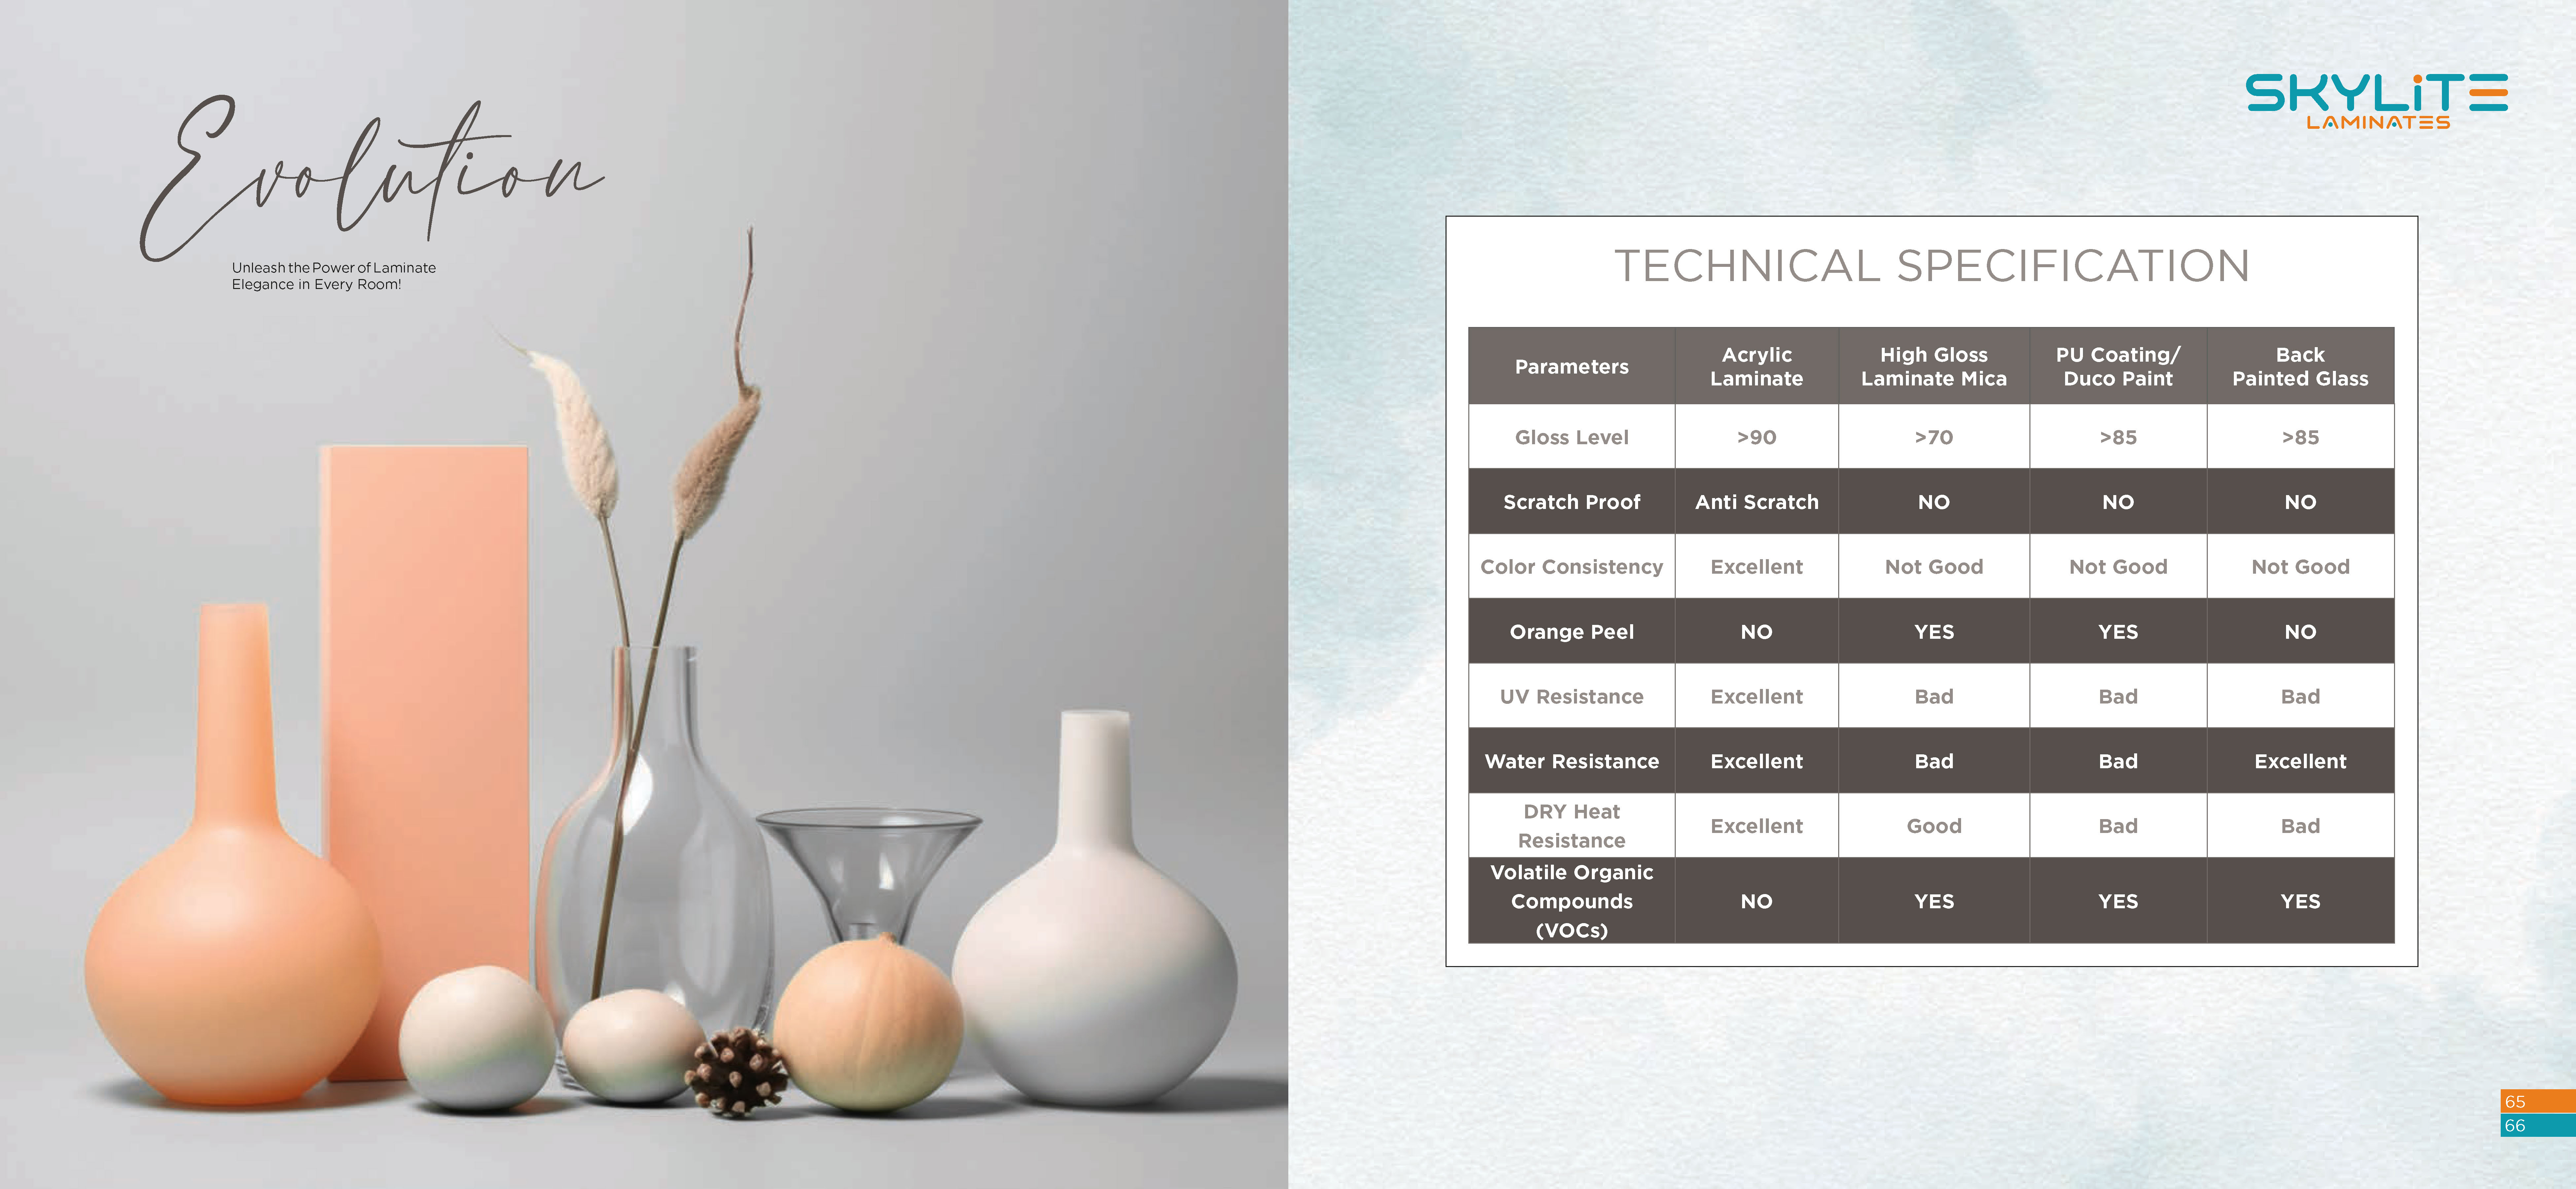 Evolution
Unleash the Power of Laminate
Elegance in Every Room!
SKYLiTE
LAMINATES
TECHNICAL SPECIFICATION
Parameters Acrylic Laminate High Gloss Laminate Mica PU Coating/ Duco Paint Back Painted Glass
Gloss Level >90 >70 >85 >85
Scratch Proof Anti Scratch NO NO NO
Color Consistency Excellent Not Good Not Good Not Good
Orange Peel NO YES YES NO
UV Resistance Excellent Bad Bad Bad
Water Resistance Excellent Bad Bad Excellent
DRY Heat Resistance Excellent Good Bad Bad
Volatile Organic Compounds (VOCs) NO YES YES YES
65
66